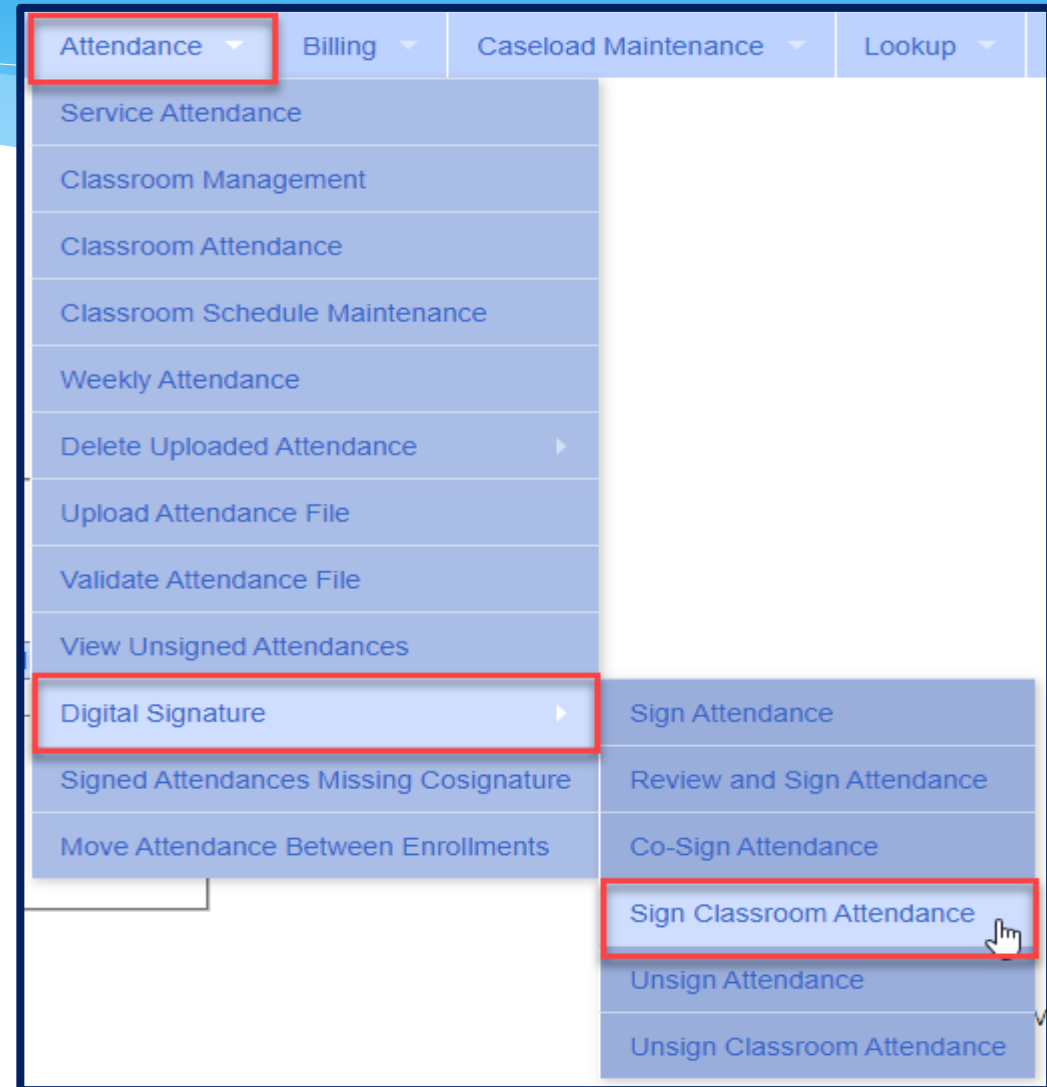 Attendance Billing Caseload Maintenance Lookup
Service Attendance
Classroom Management
Classroom Attendance
Classroom Schedule Maintenance
Weekly Attendance
Delete Uploaded Attendance
Upload Attendance File
Validate Attendance File
View Unsigned Attendances
Digital Signature
Signed Attendances Missing Cosignature
Move Attendance Between Enrollments
Sign Attendance
Review and Sign Attendance
Co-Sign Attendance
Sign Classroom Attendance
Unsign Attendance
Unsign Classroom Attendance